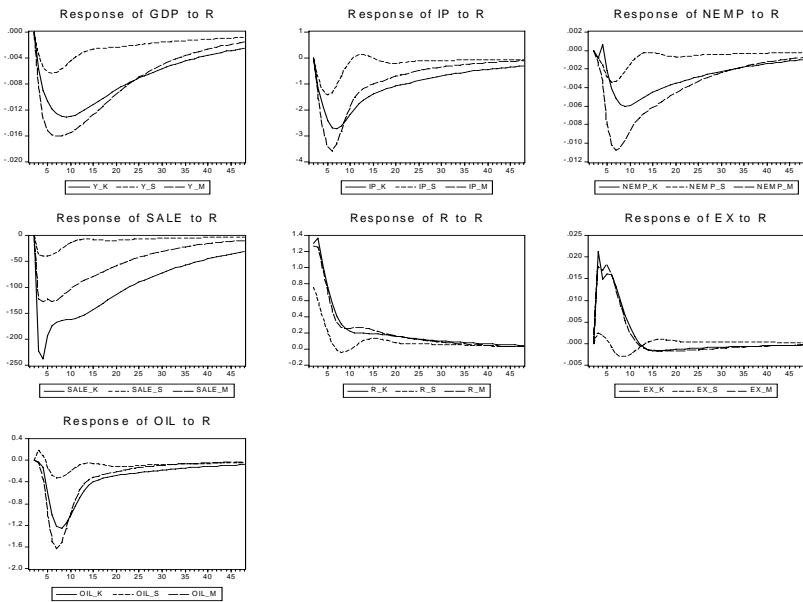 Response of GDP to R
.000
-.004
-.008
-.012
-.016
-.020
5 10 15 20 25 30 35 40 45
Y_K Y_S Y_M
Response of IP to R
1
0
-1
-2
-3
-4
5 10 15 20 25 30 35 40 45
IP_K IP_S IP_M
Response of NEMP to R
.002
.000
-.002
-.004
-.006
-.008
-.010
-.012
5 10 15 20 25 30 35 40 45
NEMP_K NEMP_S NEMP_M
Response of SALE to R
0
-50
-100
-150
-200
-250
5 10 15 20 25 30 35 40 45
SALE_K SALE_S SALE_M
Response of R to R
1.4
1.2
1.0
0.8
0.6
0.4
0.2
0.0
-0.2
5 10 15 20 25 30 35 40 45
R_K R_S R_M
Response of EX to R
.025
.020
.015
.010
.005
.000
-.005
5 10 15 20 25 30 35 40 45
EX_K EX_S EX_M
Response of OIL to R
0.4
0.0
-0.4
-0.8
-1.2
-1.6
-2.0
5 10 15 20 25 30 35 40 45
OIL_K OIL_S OIL_M